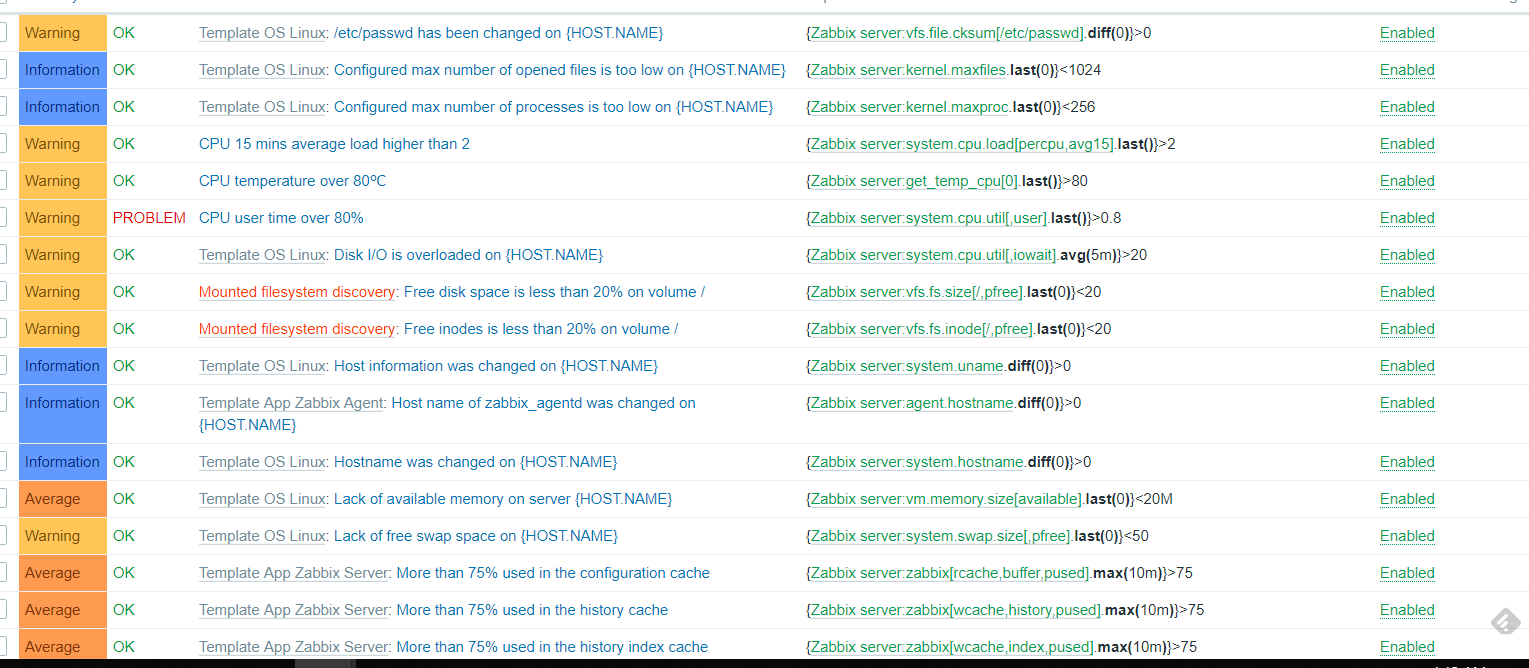 Warning OK Template OS Linux: /etc/passwd has been changed on {HOST.NAME} {Zabbix server:vfs.file.cksum[/etc/passwd].diff(0)}>0 Enabled
Information OK Template OS Linux: Configured max number of opened files is too low on {HOST.NAME} {Zabbix server:kernel.maxfiles.last(0)}<1024 Enabled
Information OK Template OS Linux: Configured max number of processes is too low on {HOST.NAME} {Zabbix server:kernel.maxproc.last(0)}<256 Enabled
Warning OK CPU 15 mins average load higher than 2 {Zabbix server:system.cpu.load[percpu,avg15].last()}>2 Enabled
Warning OK CPU temperature over 80ºC {Zabbix server:get_temp_cpu[0].last()}>80 Enabled
Warning PROBLEM CPU user time over 80% {Zabbix server:system.cpu.util[,user].last()}>0.8 Enabled
Warning OK Template OS Linux: Disk I/O is overloaded on {HOST.NAME} {Zabbix server:system.cpu.util[,iowait].avg(5m)}>20 Enabled
Warning OK Mounted filesystem discovery: Free disk space is less than 20% on volume / {Zabbix server:vfs.fs.size[/,pfree].last(0)}<20 Enabled
Warning OK Mounted filesystem discovery: Free inodes is less than 20% on volume / {Zabbix server:vfs.fs.inode[/,pfree].last(0)}<20 Enabled
Information OK Template OS Linux: Host information was changed on {HOST.NAME} {Zabbix server:system.uname.diff(0)}>0 Enabled
Information OK Template App Zabbix Agent: Host name of zabbix_agentd was changed on {Zabbix server:agent.hostname.diff(0)}>0 Enabled
{HOST.NAME}
Information OK Template OS Linux: Hostname was changed on {HOST.NAME} {Zabbix server:system.hostname.diff(0)}>0 Enabled
Average OK Template OS Linux: Lack of available memory on server {HOST.NAME} {Zabbix server:vm.memory.size[available].last(0)}<20M Enabled
Warning OK Template OS Linux: Lack of free swap space on {HOST.NAME} {Zabbix server:system.swap.size[,pfree].last(0)}<50 Enabled
Average OK Template App Zabbix Server: More than 75% used in the configuration cache {Zabbix server:zabbix[rcache,buffer,pused].max(10m)}>75 Enabled
Average OK Template App Zabbix Server: More than 75% used in the history cache {Zabbix server:zabbix[wcache,history,pused].max(10m)}>75 Enabled
Average OK Template App Zabbix Server: More than 75% used in the history index cache {Zabbix server:zabbix[wcache,index,pused].max(10m)}>75 Enabled